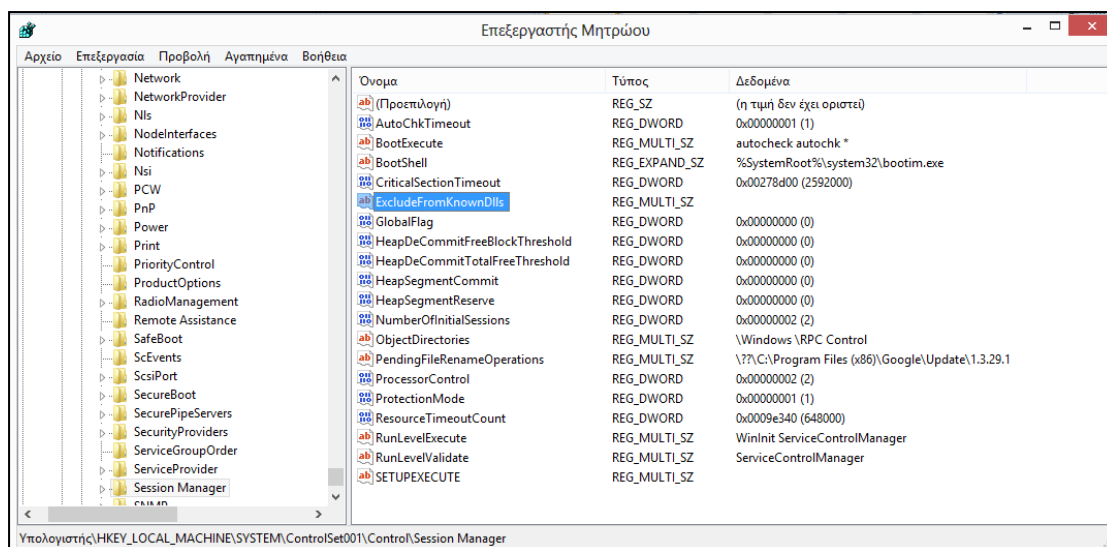 Επεξεργαστής Μητρώου
Αρχείο Επεξεργασία Προβολή Αγαπημένα Βοήθεια
Network
NetworkProvider
Nls
NodeInterfaces
Notifications
Nsi
PCW
PnP
Power
Print
PriorityControl
ProductOptions
RadioManagement
Remote Assistance
SafeBoot
ScEvents
ScsiPort
SecureBoot
SecurePipeServers
SecurityProviders
ServiceGroupOrder
ServiceProvider
Session Manager
SNMP
Όνομα Τύπος Δεδομένα
(Προεπιλογή) REG_SZ (η τιμή δεν έχει οριστεί)
AutoChkTimeout REG_DWORD 0x00000001 (1)
BootExecute REG_MULTI_SZ autocheck autochk *
BootShell REG_EXPAND_SZ %SystemRoot%\system32\bootim.exe
CriticalSectionTimeout REG_DWORD 0x00278d00 (2592000)
ExcludeFromKnownDlls REG_MULTI_SZ
GlobalFlag REG_DWORD 0x00000000 (0)
HeapDeCommitFreeBlockThreshold REG_DWORD 0x00000000 (0)
HeapDeCommitTotalFreeThreshold REG_DWORD 0x00000000 (0)
HeapSegmentCommit REG_DWORD 0x00000000 (0)
HeapSegmentReserve REG_DWORD 0x00000000 (0)
NumberOfInitialSessions REG_DWORD 0x00000002 (2)
ObjectDirectories REG_MULTI_SZ \Windows \RPC Control
PendingFileRenameOperations REG_MULTI_SZ \??\C:\Program Files (x86)\Google\Update\1.3.29.1
ProcessorControl REG_DWORD 0x00000002 (2)
ProtectionMode REG_DWORD 0x00000001 (1)
ResourceTimeoutCount REG_DWORD 0x0009e340 (648000)
RunLevelExecute REG_MULTI_SZ WinInit ServiceControlManager
RunLevelValidate REG_MULTI_SZ ServiceControlManager
SETUPEXECUTE REG_MULTI_SZ
Υπολογιστής\HKEY_LOCAL_MACHINE\SYSTEM\ControlSet001\Control\Session Manager